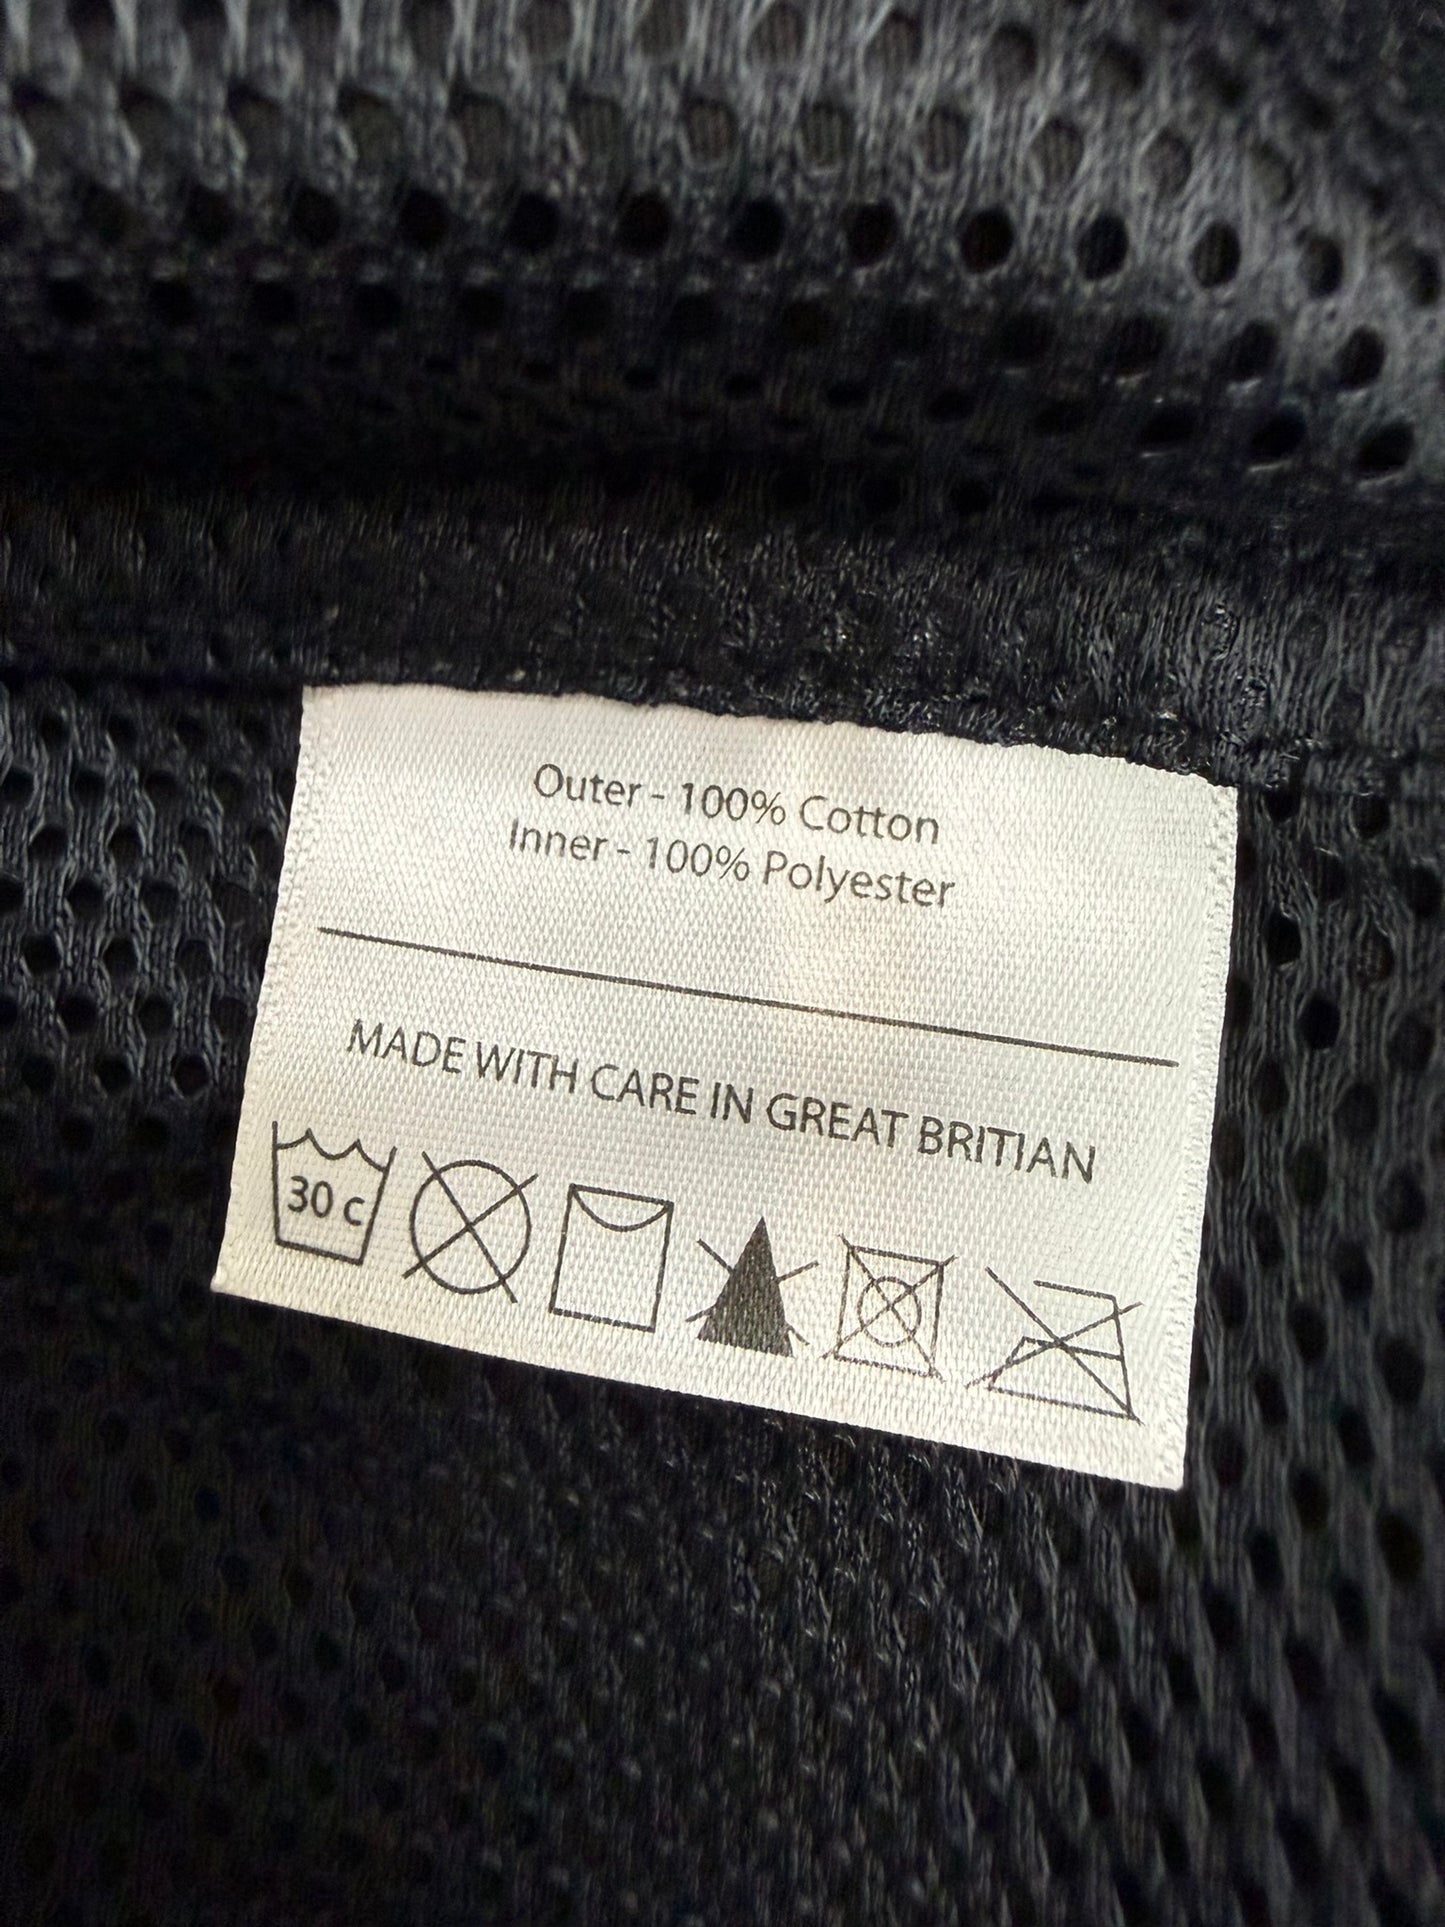 Outer - 100% Cotton
Inner - 100% Polyester
MADE WITH CARE IN GREAT BRITIAN
30 c